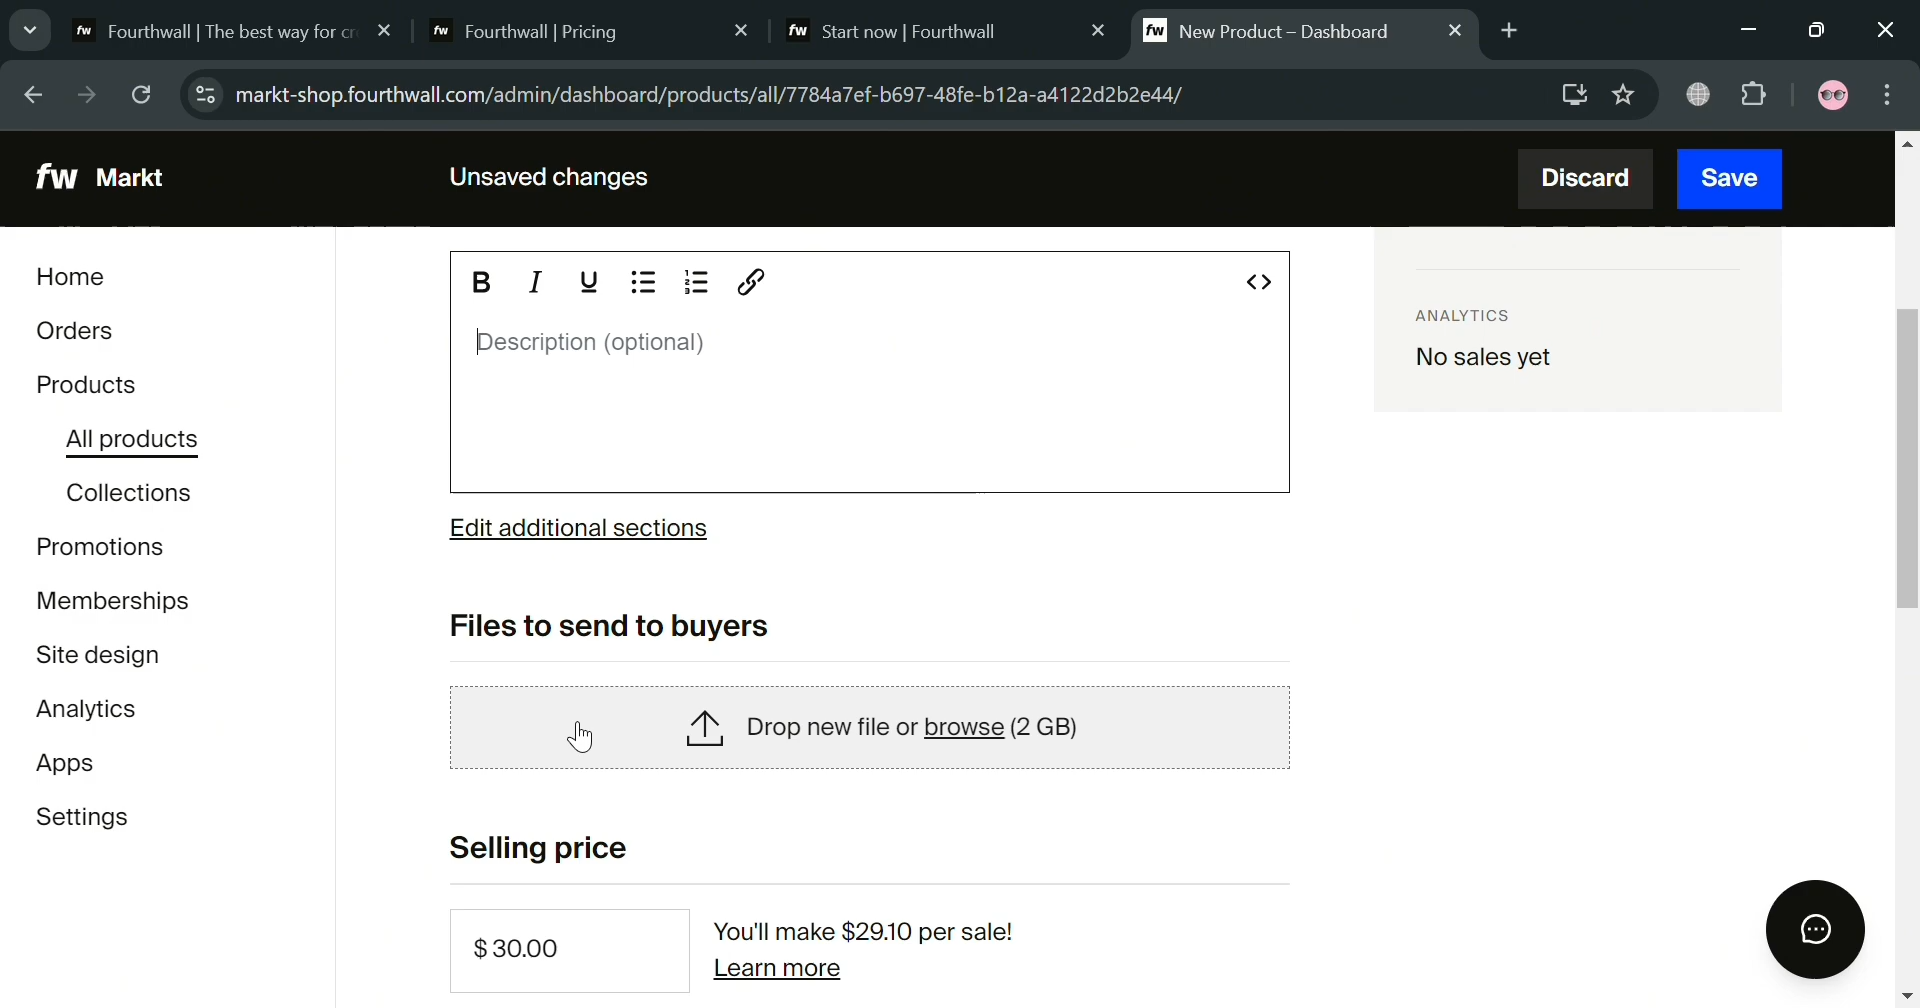 fw Fourthwall | The best way for cr
fw Fourthwall | Pricing
fw Start now | Fourthwall
fw New Product – Dashboard
markt-shop.fourthwall.com/admin/dashboard/products/all/7784a7ef-b697-48fe-b12a-a4122d2b2e44/
fw Markt
Unsaved changes
Discard
Save
Home
Orders
Products
All products
Collections
Promotions
Memberships
Site design
Analytics
Apps
Settings
B I U
Description (optional)
Edit additional sections
Files to send to buyers
Drop new file or browse (2 GB)
Selling price
$ 30.00
You'll make $29.10 per sale!
Learn more
ANALYTICS
No sales yet